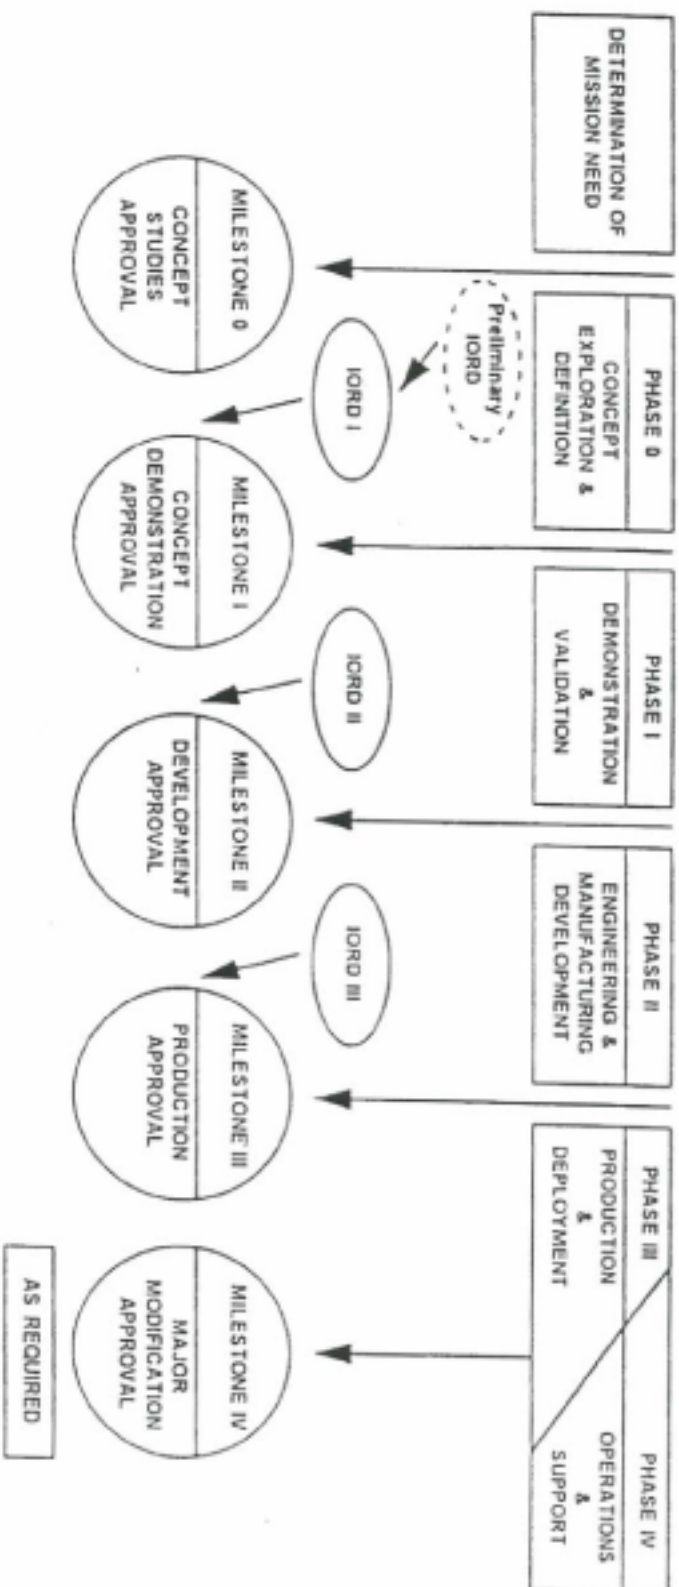 DETERMINATION OF
MISSION NEED
PHASE 0
CONCEPT
EXPLORATION &
DEFINITION
PHASE I
DEMONSTRATION
&
VALIDATION
PHASE II
ENGINEERING &
MANUFACTURING
DEVELOPMENT
PHASE III
PRODUCTION
&
DEPLOYMENT
PHASE IV
OPERATIONS
&
SUPPORT
Preliminary
IORD
IORD I
IORD II
IORD III
MILESTONE 0
CONCEPT
STUDIES
APPROVAL
MILESTONE I
CONCEPT
DEMONSTRATION
APPROVAL
MILESTONE II
DEVELOPMENT
APPROVAL
MILESTONE III
PRODUCTION
APPROVAL
MILESTONE IV
MAJOR
MODIFICATION
APPROVAL
AS REQUIRED